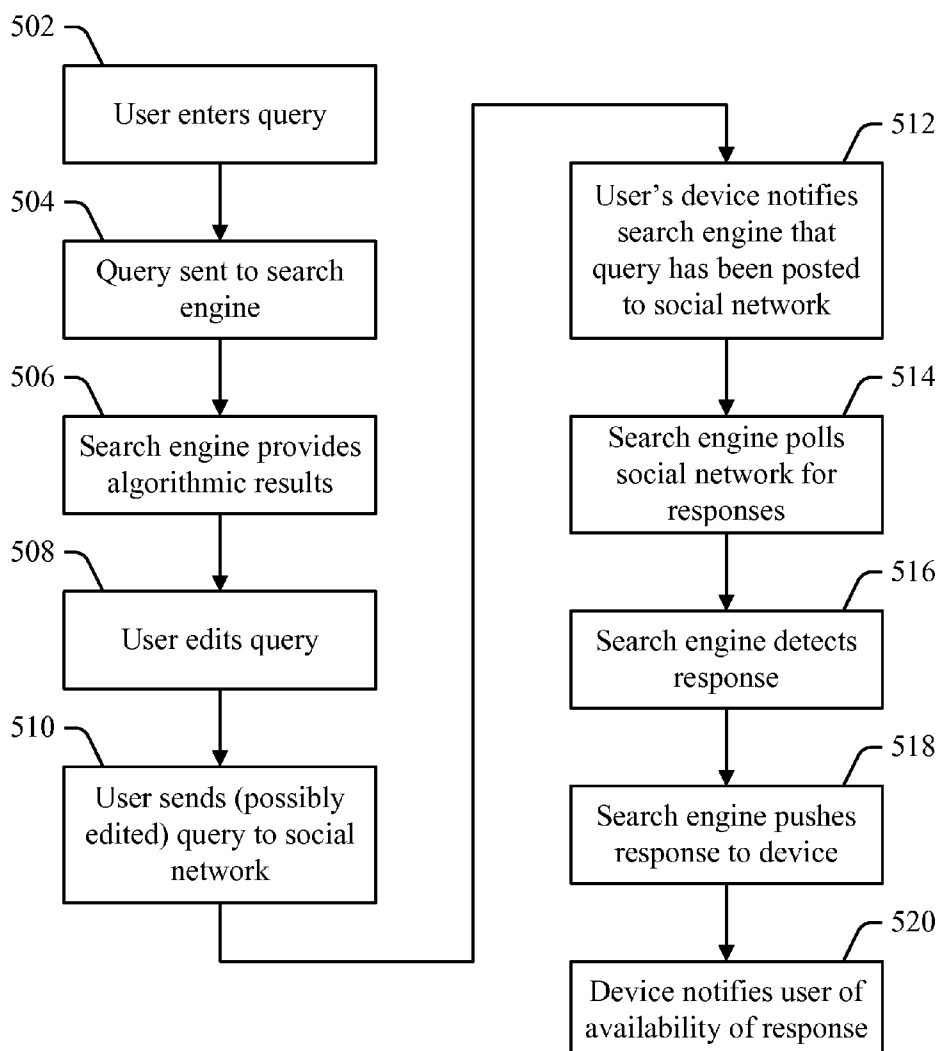 502
User enters query
504
Query sent to search
engine
506
Search engine provides
algorithmic results
508
User edits query
510
User sends (possibly
edited) query to social
network
512
User's device notifies
search engine that
query has been posted
to social network
514
Search engine polls
social network for
responses
516
Search engine detects
response
518
Search engine pushes
response to device
520
Device notifies user of
availability of response